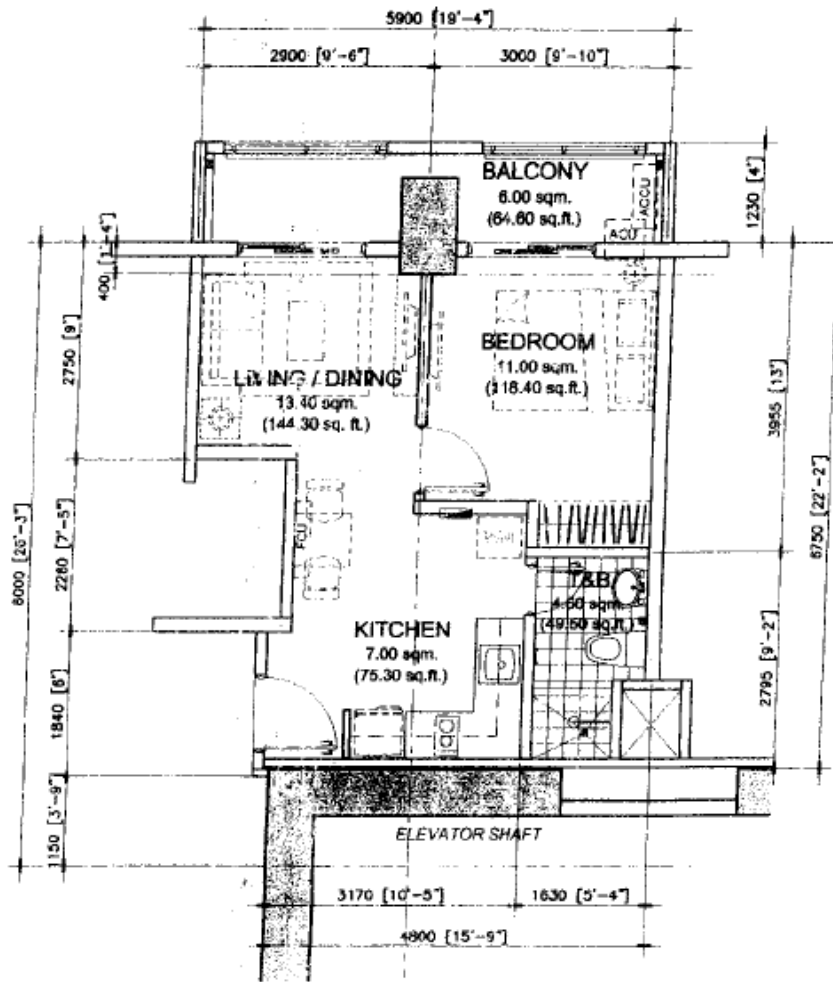 5900 [19'-4"]
2900 [9'-6"]
3000 [9'-10"]
BALCONY
6.00 sqm.
(64.60 sq.ft.)
ACCU
ACU
1230 [4']
400 [1'-4"]
2750 [9']
BEDROOM
11.00 sqm.
(118.40 sq.ft.)
LIVING / DINING
13.40 sqm.
(144.30 sq. ft.)
3955 [13']
6750 [22'-2"]
8000 [26'-3"]
2260 [7'-5"]
FCU
T&B
4.60 sqm.
(49.50 sq.ft.)
KITCHEN
7.00 sqm.
(75.30 sq.ft.)
2795 [9'-2"]
1840 [6']
1150 [3'-9"]
ELEVATOR SHAFT
3170 [10'-5"]
1630 [5'-4"]
4800 [15'-9"]